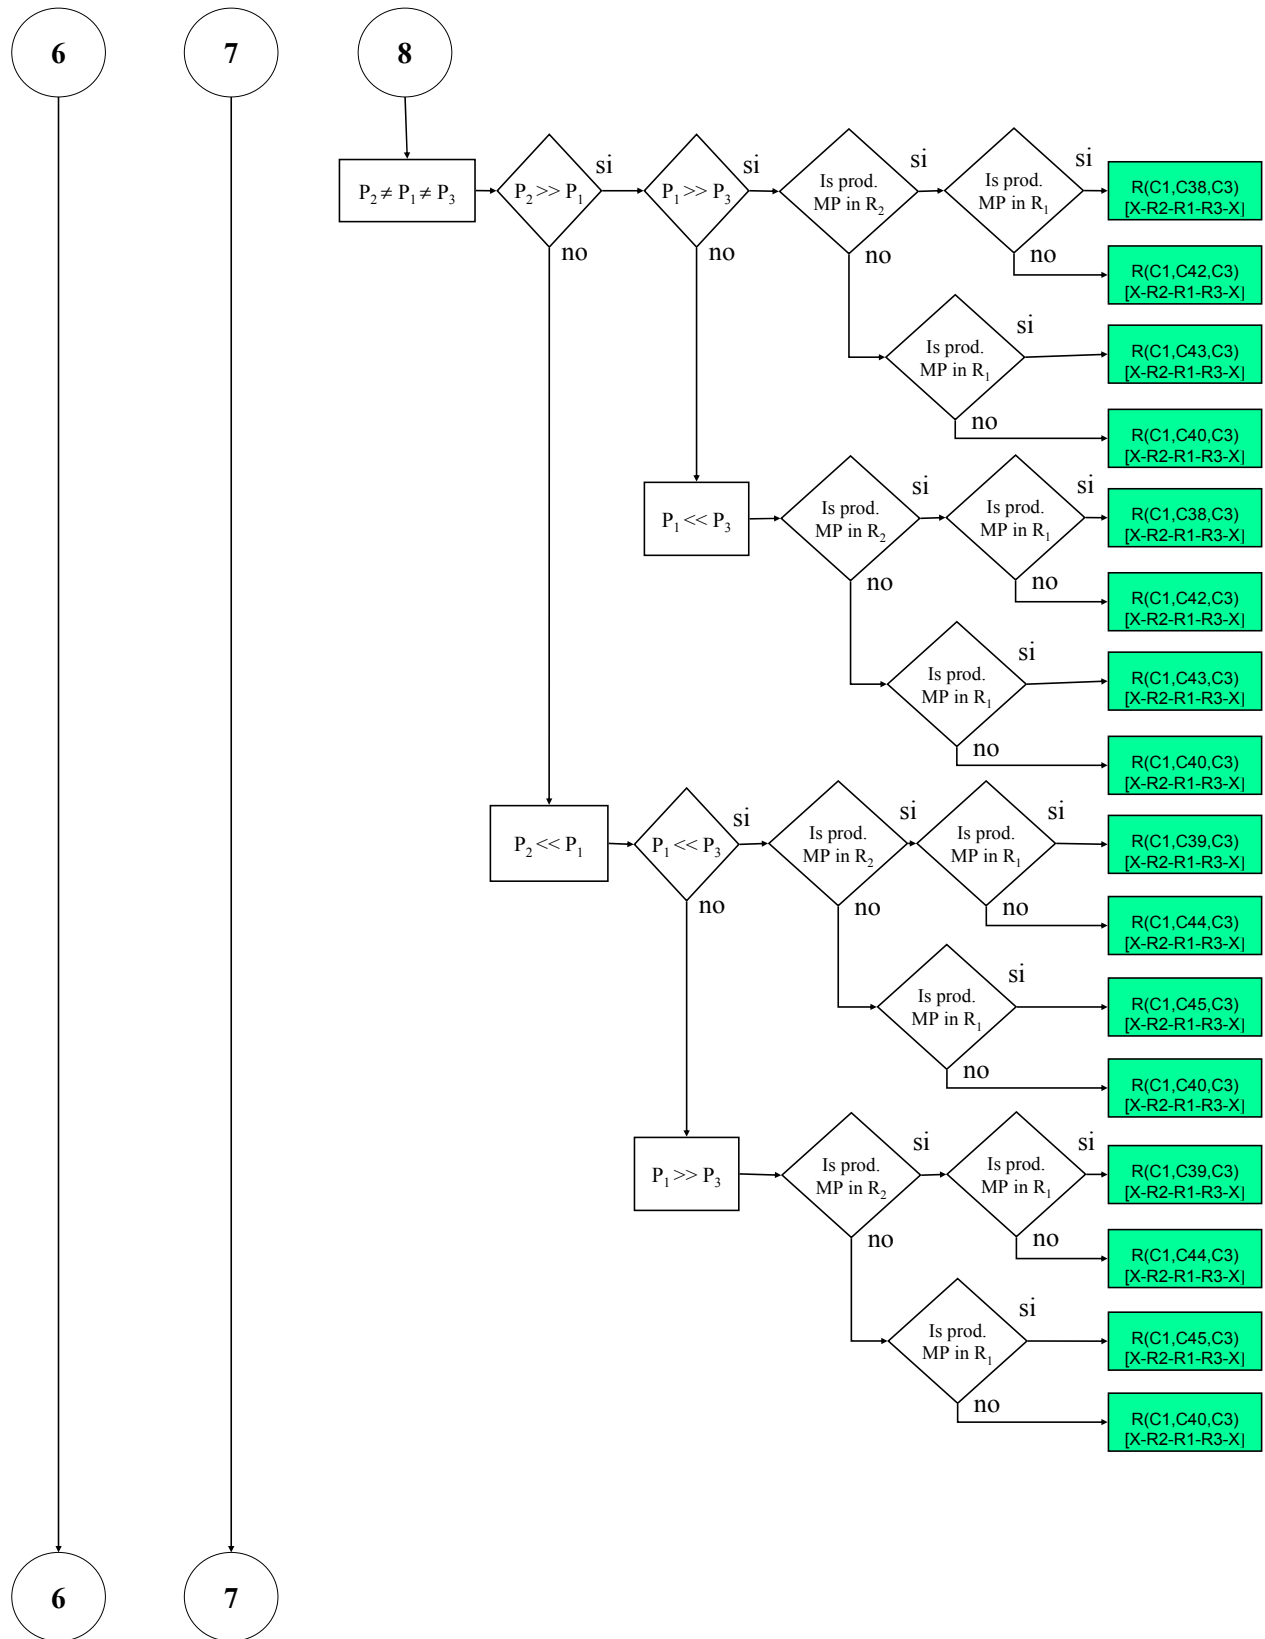 6
7
8
P₂ ≠ P₁ ≠ P₃
P₂ >> P₁
si
no
P₁ >> P₃
si
no
Is prod.
MP in R₂
si
no
Is prod.
MP in R₁
si
no
R(C1,C38,C3)
[X-R2-R1-R3-X]
R(C1,C42,C3)
[X-R2-R1-R3-X]
Is prod.
MP in R₁
si
no
R(C1,C43,C3)
[X-R2-R1-R3-X]
R(C1,C40,C3)
[X-R2-R1-R3-X]
P₁ << P₃
Is prod.
MP in R₂
si
no
Is prod.
MP in R₁
si
no
R(C1,C38,C3)
[X-R2-R1-R3-X]
R(C1,C42,C3)
[X-R2-R1-R3-X]
Is prod.
MP in R₁
si
no
R(C1,C43,C3)
[X-R2-R1-R3-X]
R(C1,C40,C3)
[X-R2-R1-R3-X]
P₂ << P₁
P₁ << P₃
si
no
Is prod.
MP in R₂
si
no
Is prod.
MP in R₁
si
no
R(C1,C39,C3)
[X-R2-R1-R3-X]
R(C1,C44,C3)
[X-R2-R1-R3-X]
Is prod.
MP in R₁
si
no
R(C1,C45,C3)
[X-R2-R1-R3-X]
R(C1,C40,C3)
[X-R2-R1-R3-X]
P₁ >> P₃
Is prod.
MP in R₂
si
no
Is prod.
MP in R₁
si
no
R(C1,C39,C3)
[X-R2-R1-R3-X]
R(C1,C44,C3)
[X-R2-R1-R3-X]
Is prod.
MP in R₁
si
no
R(C1,C45,C3)
[X-R2-R1-R3-X]
R(C1,C40,C3)
[X-R2-R1-R3-X]
6
7